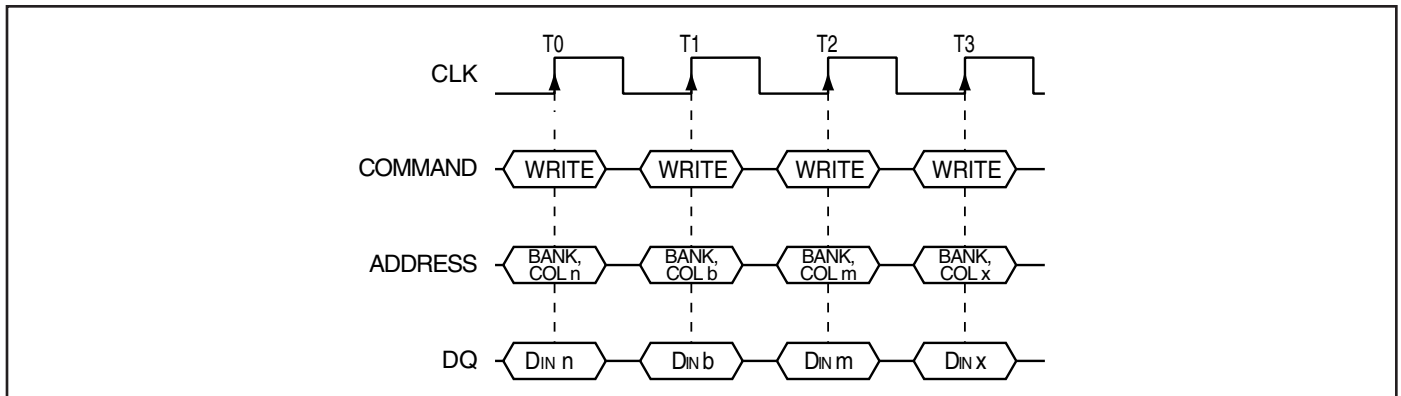 T0 T1 T2 T3
CLK
COMMAND WRITE WRITE WRITE WRITE
ADDRESS BANK, BANK, BANK, BANK,
COL n COL b COL m COL x
DQ DIN n DIN b DIN m DIN x